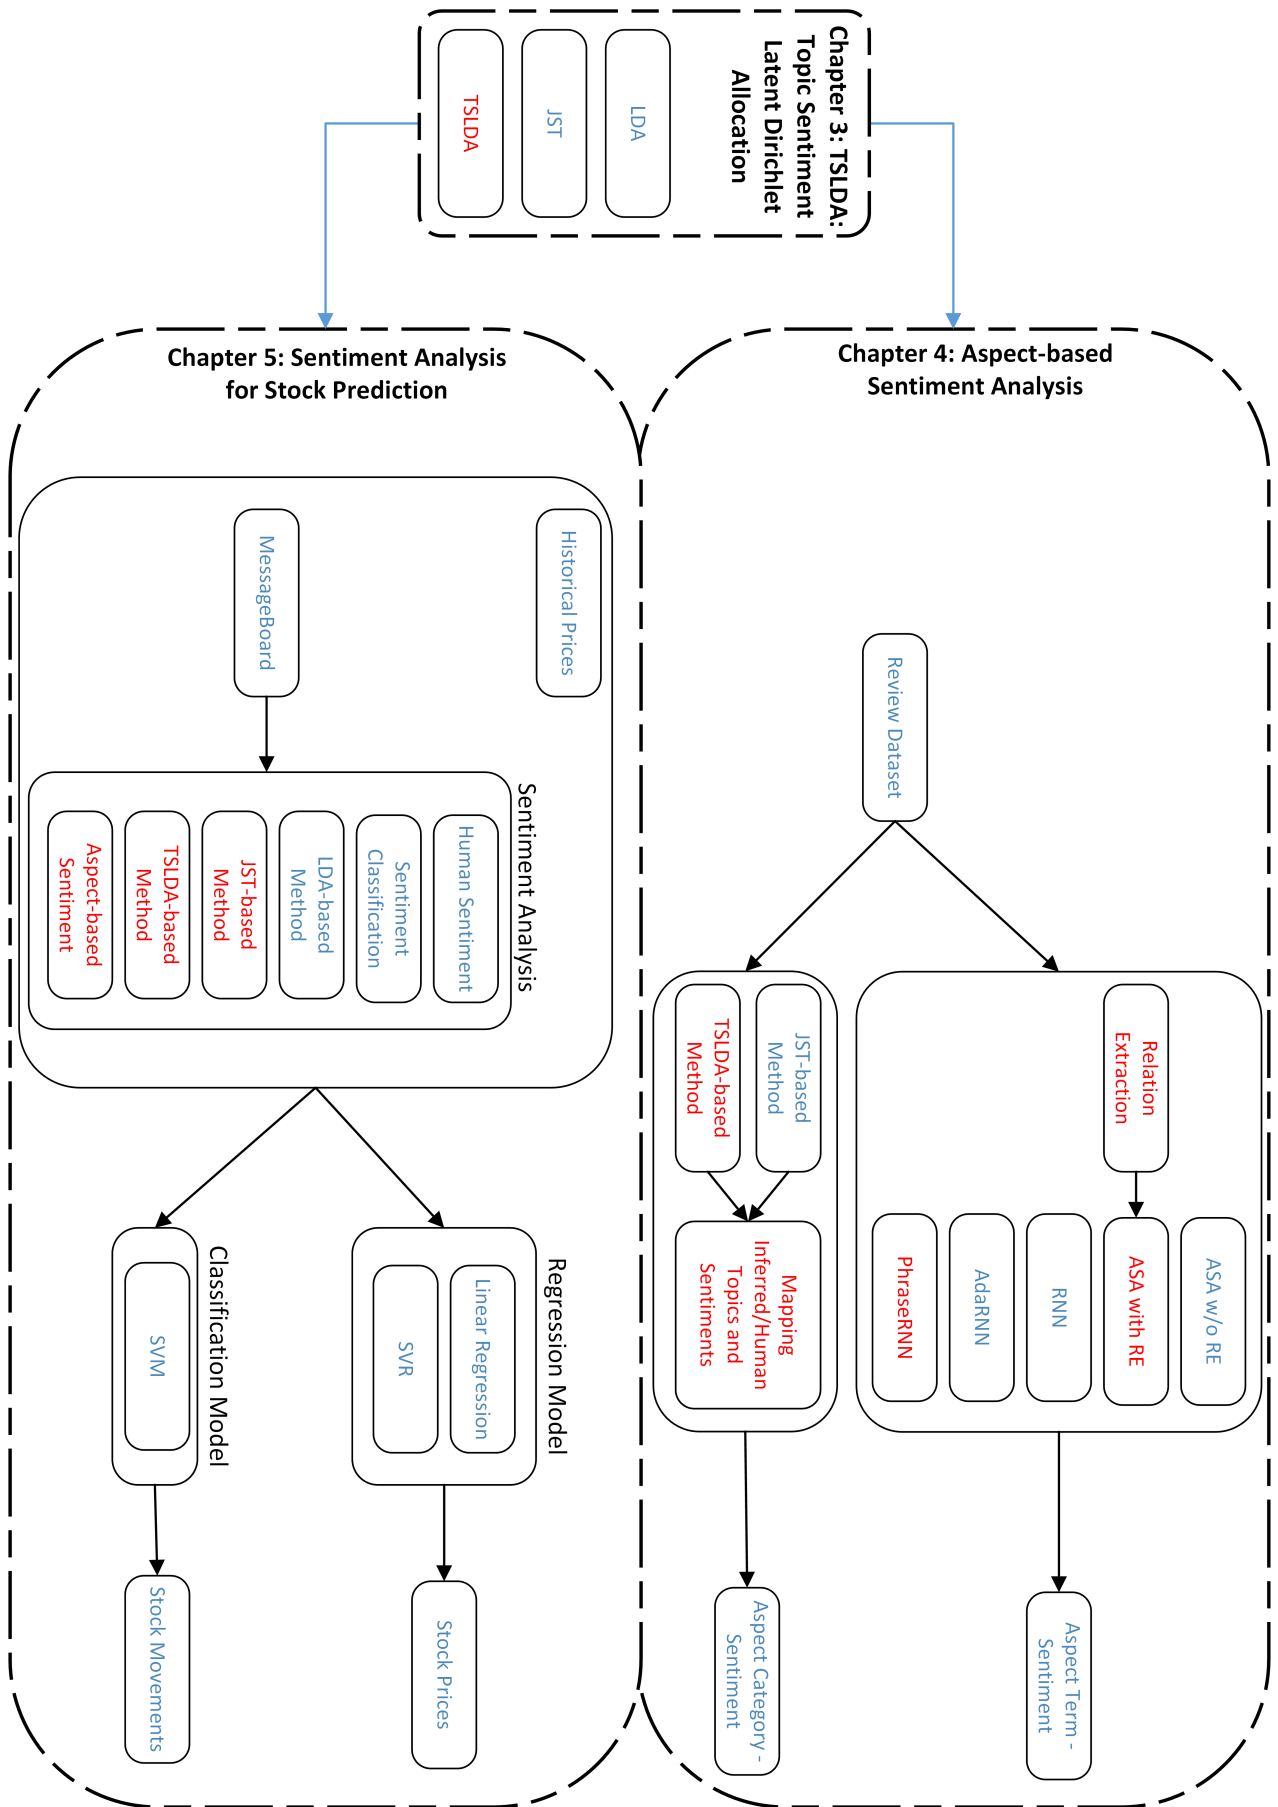 Chapter 3: TSLDA:
Topic Sentiment
Latent Dirichlet
Allocation
LDA
JST
TSLDA
Chapter 4: Aspect-based
Sentiment Analysis
Review Dataset
Relation
Extraction
ASA w/o RE
ASA with RE
RNN
AdaRNN
PhraseRNN
Aspect Term -
Sentiment
JST-based
Method
TSLDA-based
Method
Mapping
Inferred/Human
Topics and
Sentiments
Aspect Category -
Sentiment
Chapter 5: Sentiment Analysis
for Stock Prediction
Historical Prices
MessageBoard
Sentiment Analysis
Human Sentiment
Sentiment
Classification
LDA-based
Method
JST-based
Method
TSLDA-based
Method
Aspect-based
Sentiment
Regression Model
Linear Regression
SVR
Stock Prices
Classification Model
SVM
Stock Movements